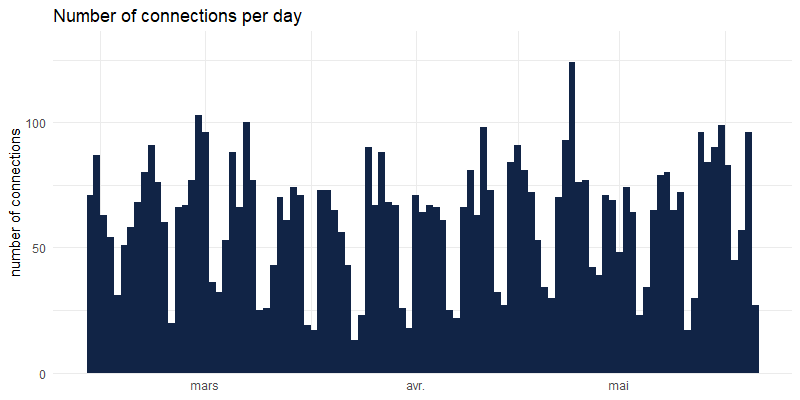 Number of connections per day
number of connections
100
50
0
mars
avr.
mai